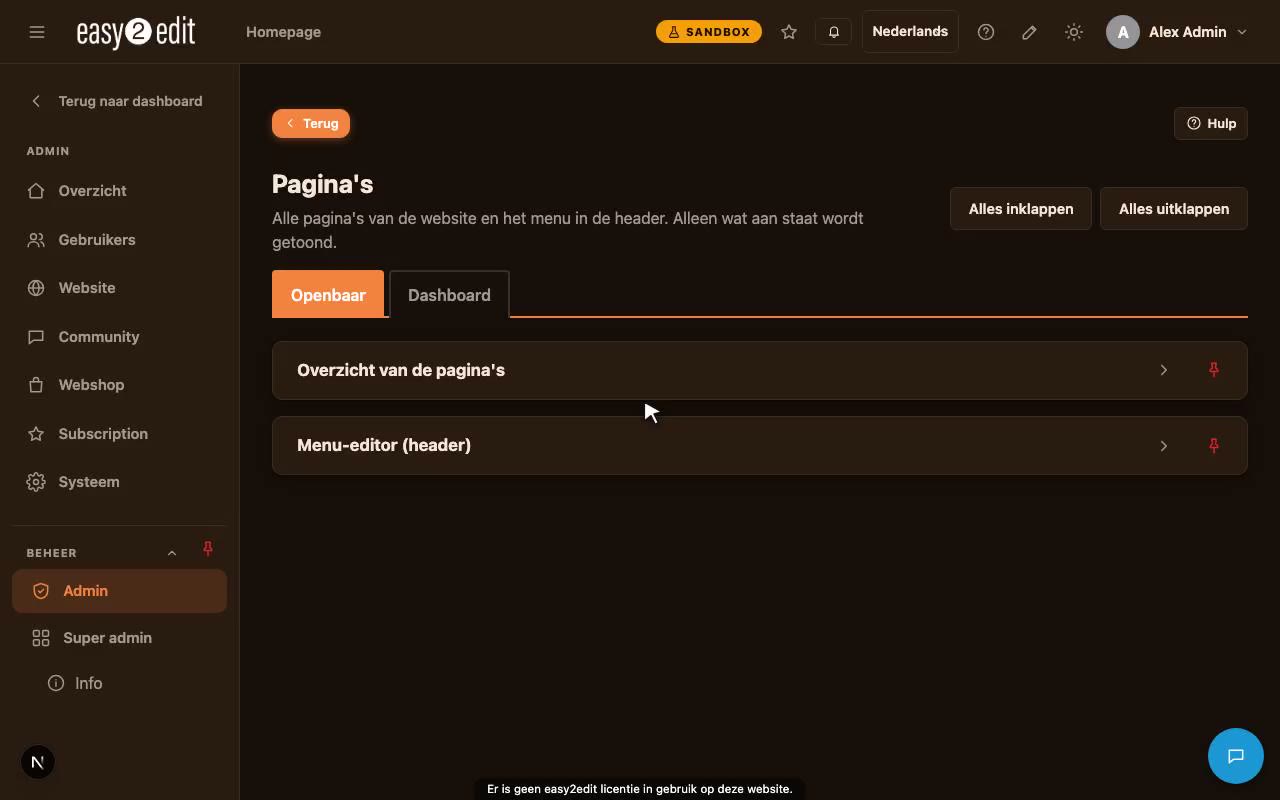 easy2edit
Homepage
SANDBOX
Nederlands
A
Alex Admin
Terug naar dashboard
ADMIN
Overzicht
Gebruikers
Website
Community
Webshop
Subscription
Systeem
BEHEER
Admin
Super admin
Info
N
Terug
Hulp
Pagina's
Alle pagina's van de website en het menu in de header. Alleen wat aan staat wordt
getoond.
Alles inklappen
Alles uitklappen
Openbaar
Dashboard
Overzicht van de pagina's
Menu-editor (header)
Er is geen easy2edit licentie in gebruik op deze website.